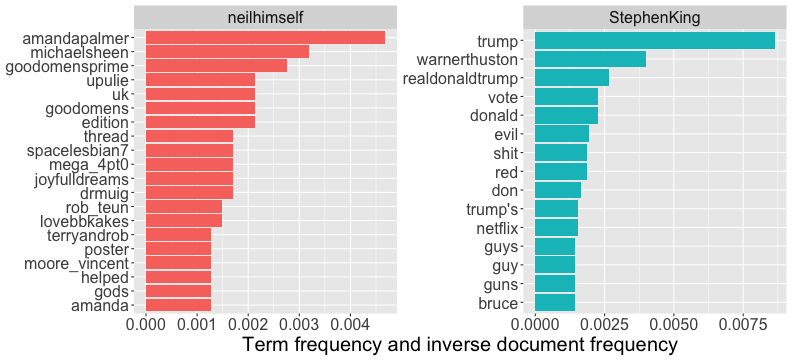 neilhimself
amandapalmer
michaelsheen
goodomensprime
upulie
uk
goodomens
edition
thread
spacelesbian7
mega_4pt0
joyfulldreams
drmuig
rob_teun
lovebbkakes
terryandrob
poster
moore_vincent
helped
gods
amanda
0.000 0.001 0.002 0.003 0.004
StephenKing
trump
warnerthuston
realdonaldtrump
vote
donald
evil
shit
red
don
trump's
netflix
guys
guy
guns
bruce
0.0000 0.0025 0.0050 0.0075
Term frequency and inverse document frequency